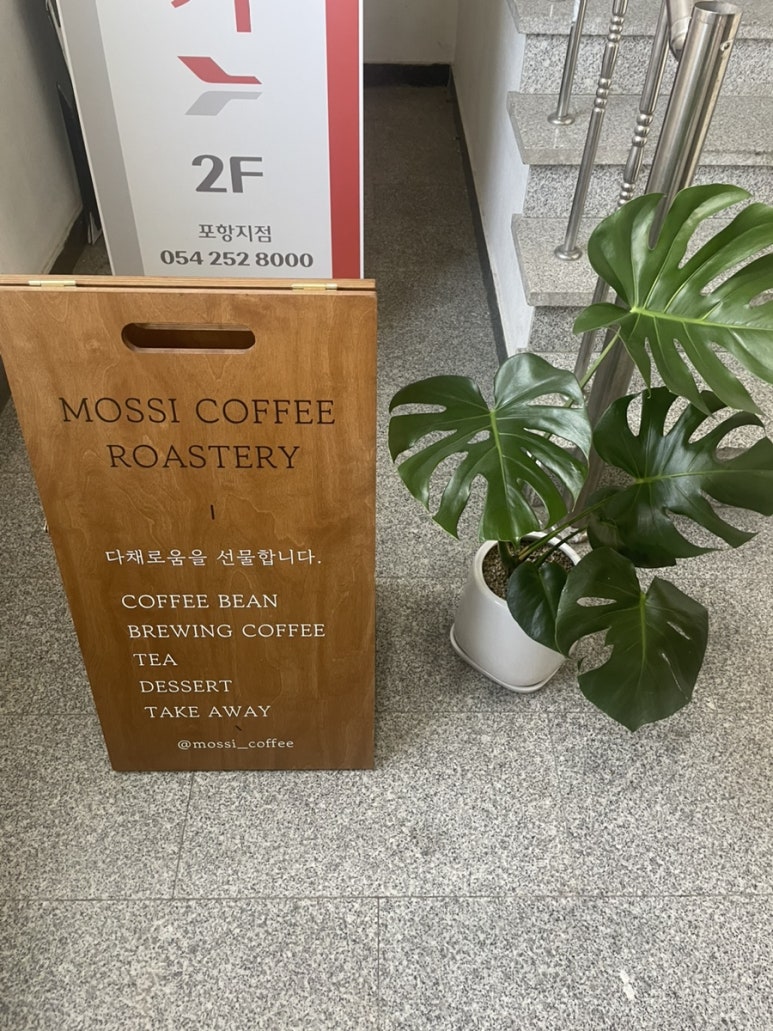 2F
포항지점
054 252 8000
MOSSI COFFEE
ROASTERY
다채로움을 선물합니다.
COFFEE BEAN
BREWING COFFEE
TEA
DESSERT
TAKE AWAY
@mossi_coffee